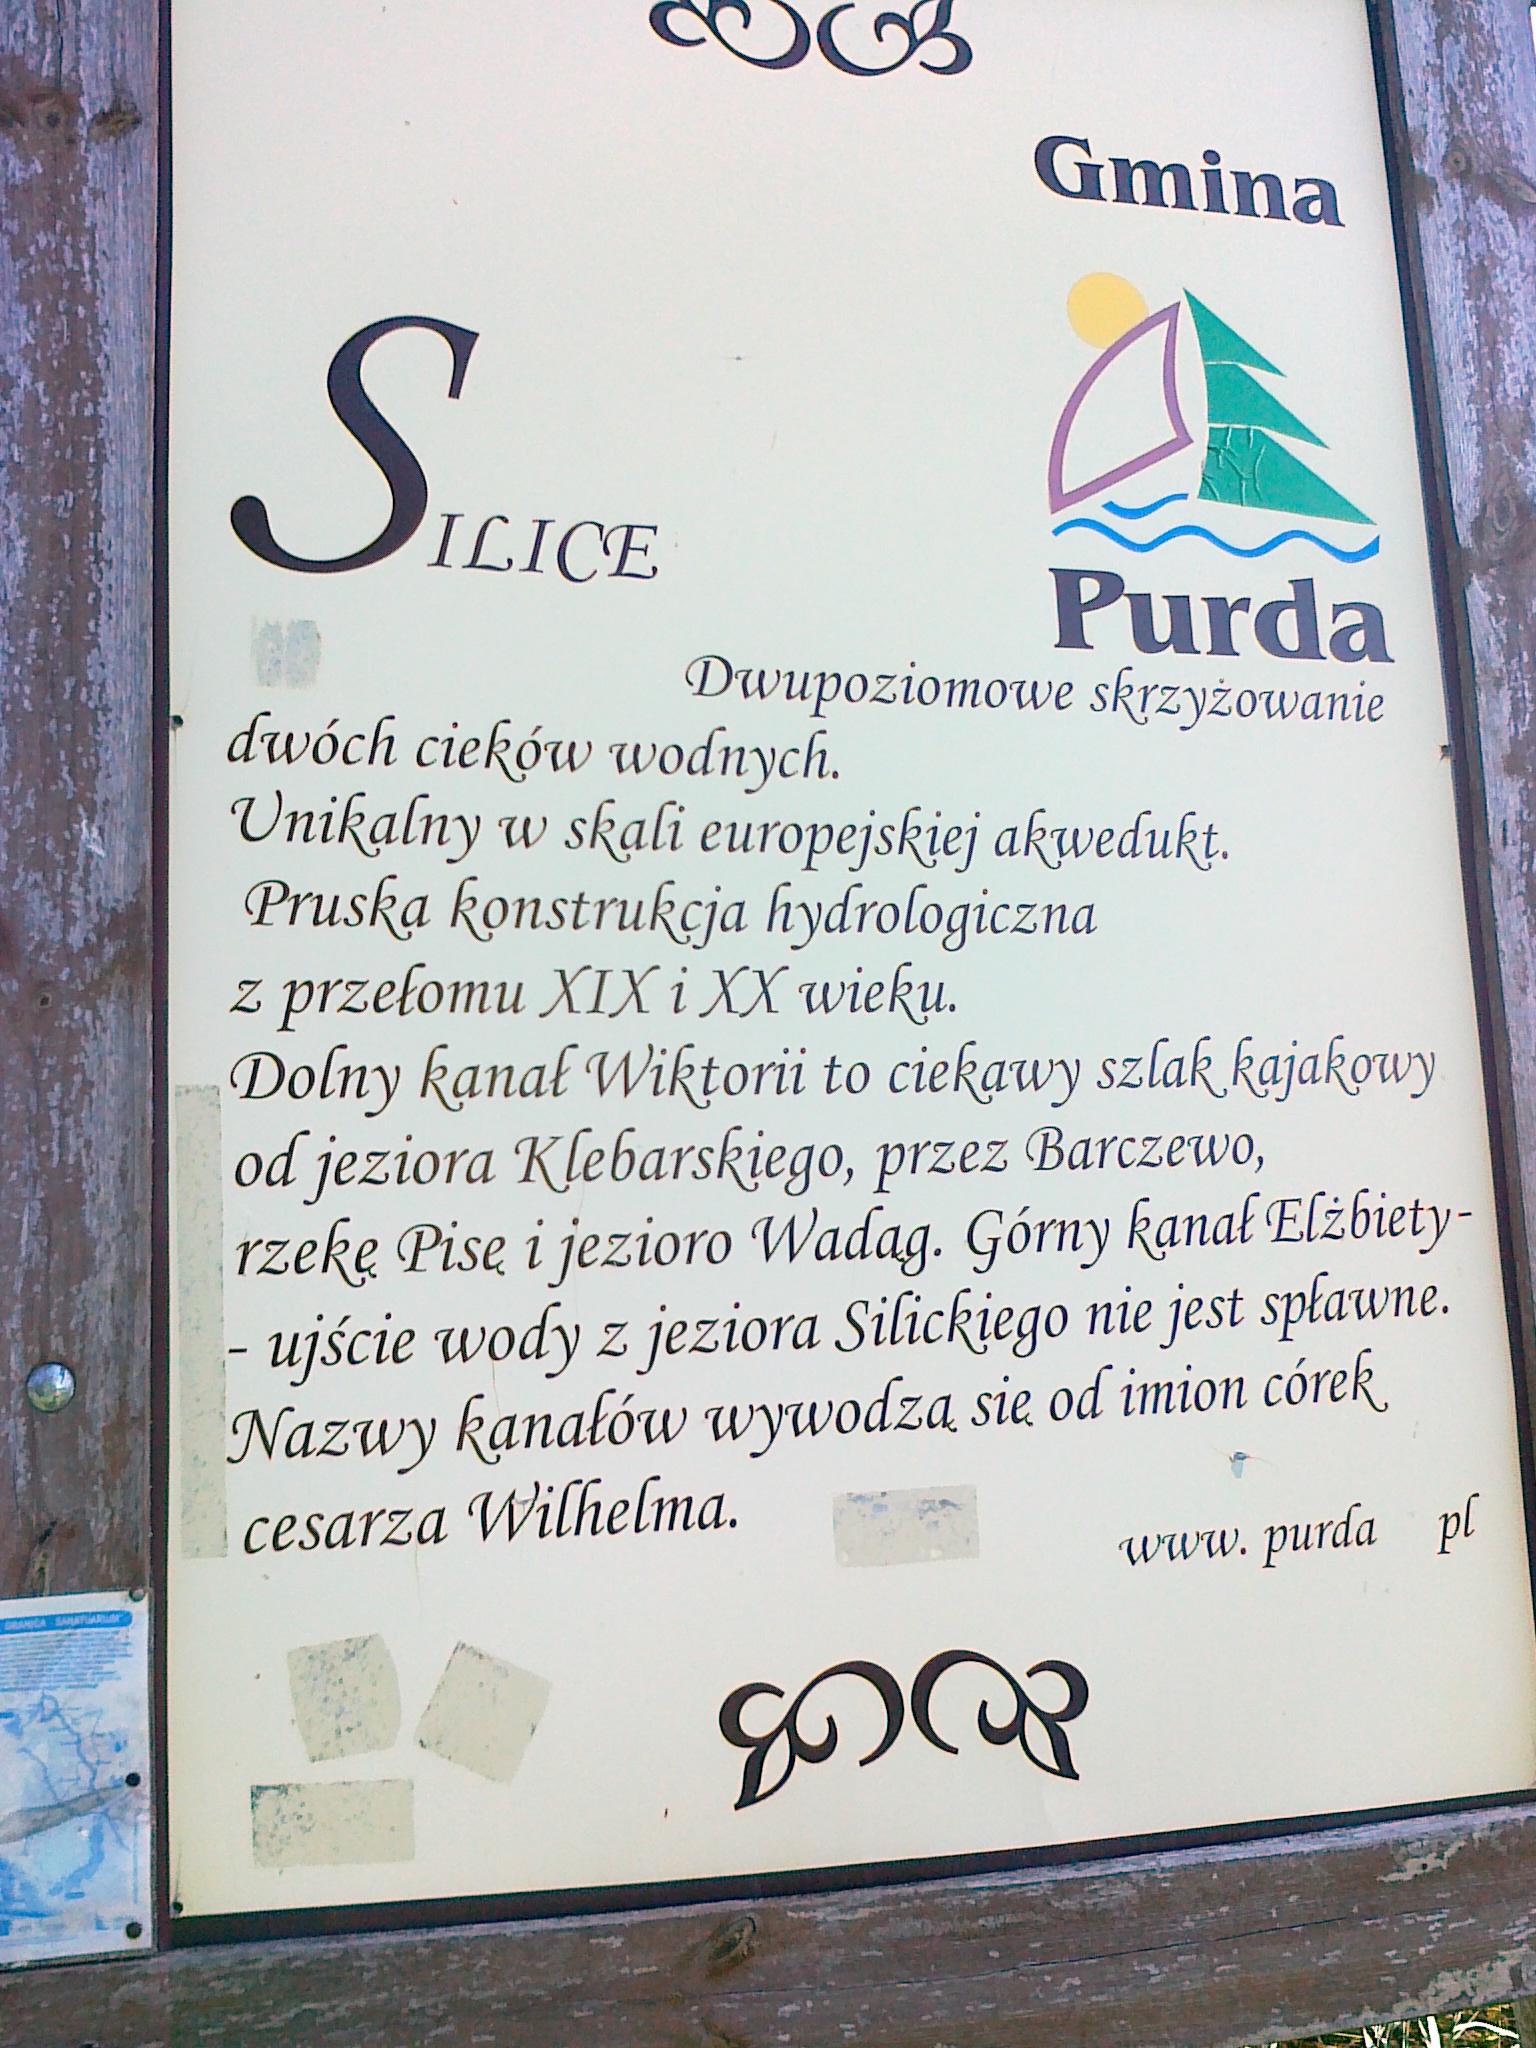 Gmina
Purda
SILICE
Dwupoziomowe skrzyżowanie
dwóch cieków wodnych.
Unikalny w skali europejskiej akwedukt.
Pruska konstrukcja hydrologiczna
z przełomu XIX i XX wieku.
Dolny kanał Wiktorii to ciekawy szlak kajakowy
od jeziora Klebarskiego, przez Barczewo,
rzekę Pisę i jezioro Wadąg. Górny kanał Elżbiety-
- ujście wody z jeziora Silickiego nie jest spławne.
Nazwy kanałów wywodzą się od imion córek
cesarza Wilhelma.
www. purda pl